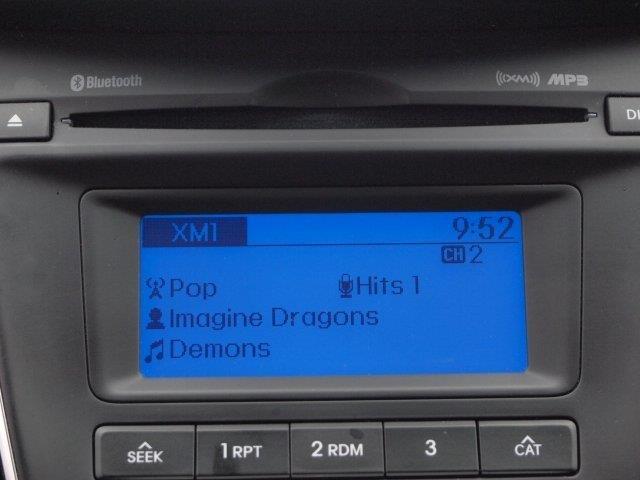 Bluetooth
((XM)) MP3
XM1 9:52
CH 2
Pop Hits 1
Imagine Dragons
Demons
SEEK 1 RPT 2 RDM 3 CAT